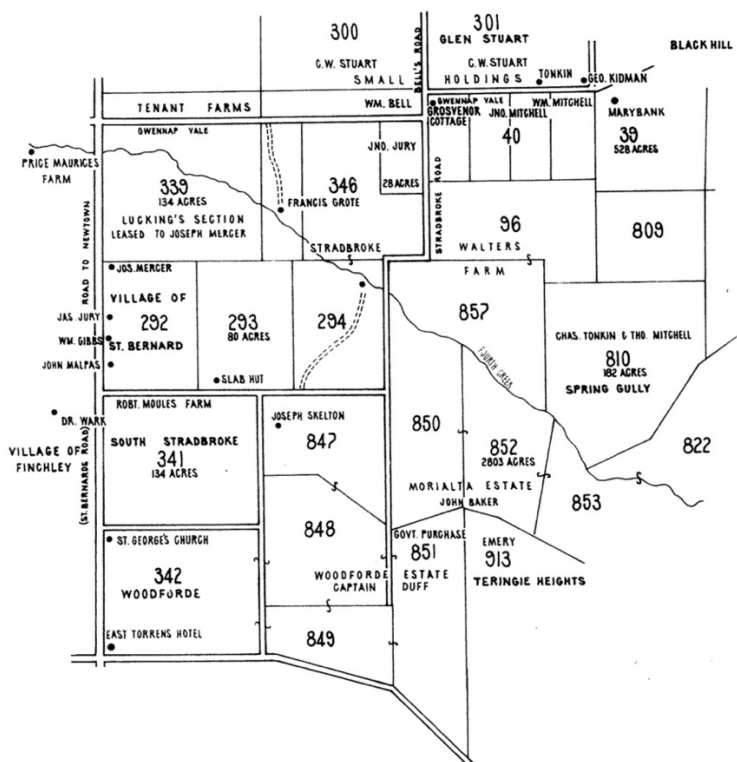 300
301
GLEN STUART
BLACK HILL
C.W. STUART
C.W. STUART
SMALL HOLDINGS
BELL'S ROAD
TONKIN
GEO. KIDMAN
TENANT FARMS
WM. BELL
GWENNAP VALE
GWENNAP VALE
GROSVENOR
COTTAGE
JNO. MITCHELL
WM. MITCHELL
40
MARYBANK
39
528 ACRES
PRICE MAURICES
FARM
JNO. JURY
28 ACRES
339
134 ACRES
346
FRANCIS GROTE
LUCKING'S SECTION
LEASED TO JOSEPH MERCER
STRADBROKE
STRADBROKE ROAD
96
WALTERS
FARM
809
ROAD TO NEWTOWN
JOS. MERCER
VILLAGE OF
292
ST. BERNARD
JAS. JURY
WM. GIBBS
JOHN MALPAS
293
80 ACRES
SLAB HUT
294
857
FOURTH CREEK
CHAS. TONKIN & THO. MITCHELL
810
182 ACRES
SPRING GULLY
DR. WARK
VILLAGE OF
FINCHLEY
(ST. BERNARDS ROAD)
ROBT. MOULES FARM
SOUTH STRADBROKE
341
134 ACRES
JOSEPH SKELTON
847
850
852
2803 ACRES
822
MORIALTA ESTATE
JOHN BAKER
853
ST. GEORGE'S CHURCH
848
GOVT. PURCHASE
851
EMERY
913
TERINGIE HEIGHTS
342
WOODFORDE
WOODFORDE ESTATE
CAPTAIN DUFF
EAST TORRENS HOTEL
849